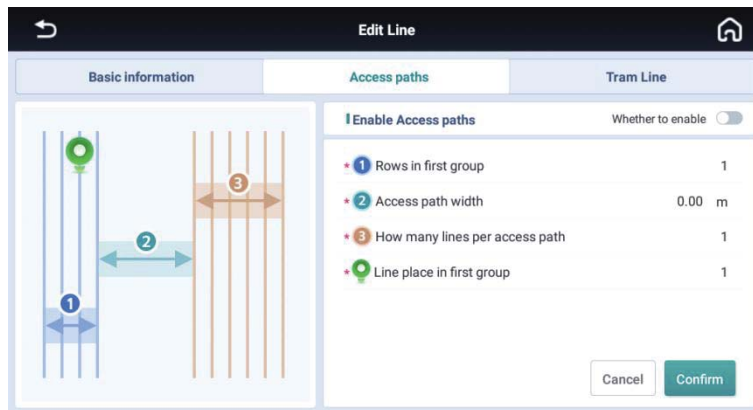 Edit Line
Basic information
Access paths
Tram Line
Enable Access paths
Whether to enable
* 1 Rows in first group 1
* 2 Access path width 0.00 m
* 3 How many lines per access path 1
* Line place in first group 1
3
2
1
Cancel
Confirm